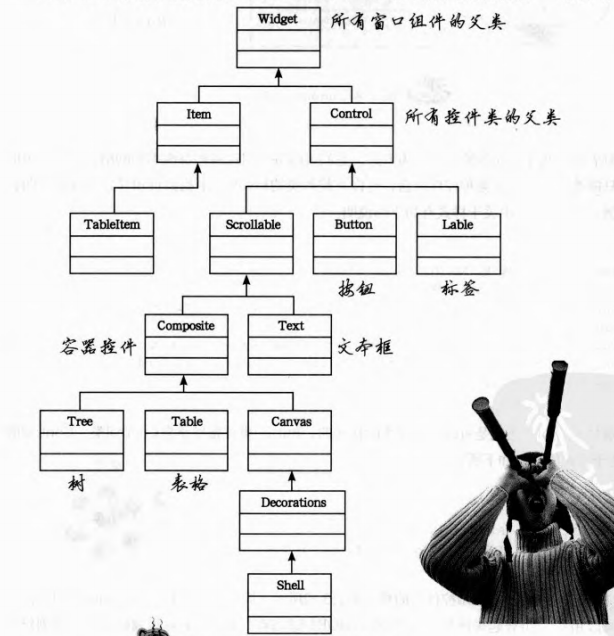 Widget 所有窗口组件的父类
Item
Control 所有控件类的父类
TableItem
Scrollable
Button
Lable
按钮
标签
Composite
Text
容器控件
文本框
Tree
Table
Canvas
树
表格
Decorations
Shell